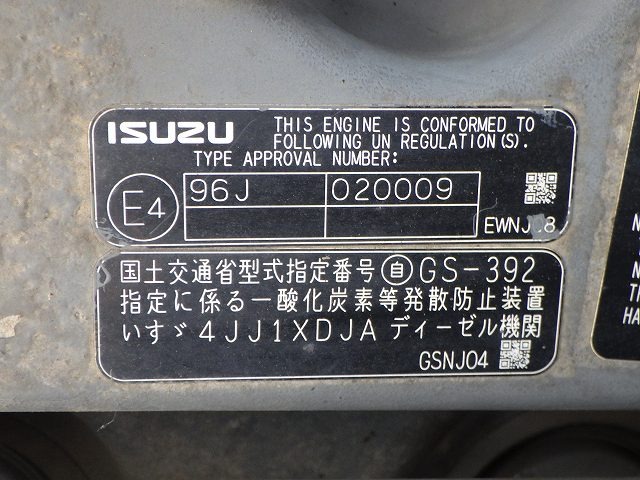 ISUZU
THIS ENGINE IS CONFORMED TO
FOLLOWING UN REGULATION(S).
TYPE APPROVAL NUMBER:
E4
96J 020009
国土交通省型式指定番号 自 GS-392
指定に係る一酸化炭素等発散防止装置
いすゞ 4JJ1XDJA ディーゼル機関
GSNJ04